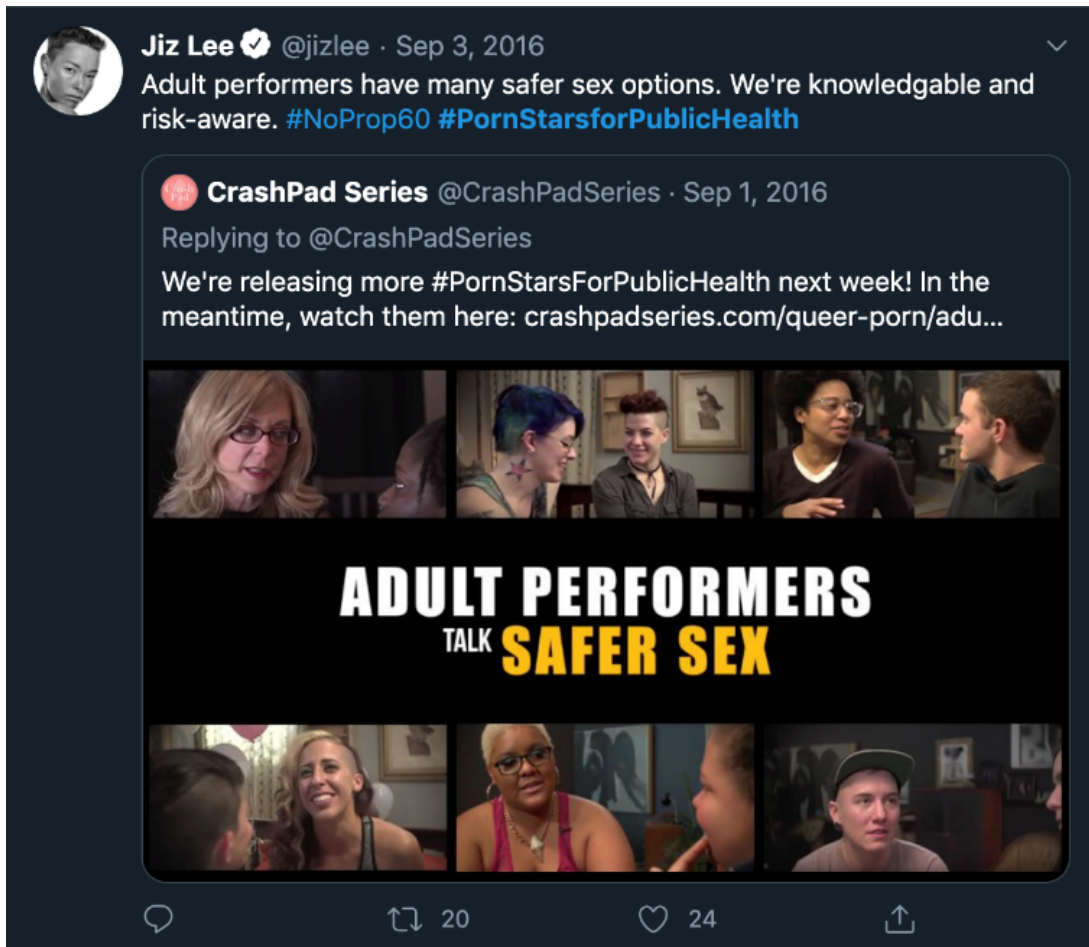 Jiz Lee @jizlee · Sep 3, 2016
Adult performers have many safer sex options. We're knowledgable and
risk-aware. #NoProp60 #PornStarsforPublicHealth
Crash
Pad
CrashPad Series @CrashPadSeries · Sep 1, 2016
Replying to @CrashPadSeries
We're releasing more #PornStarsForPublicHealth next week! In the
meantime, watch them here: crashpadseries.com/queer-porn/adu...
ADULT PERFORMERS
TALK SAFER SEX
20 24